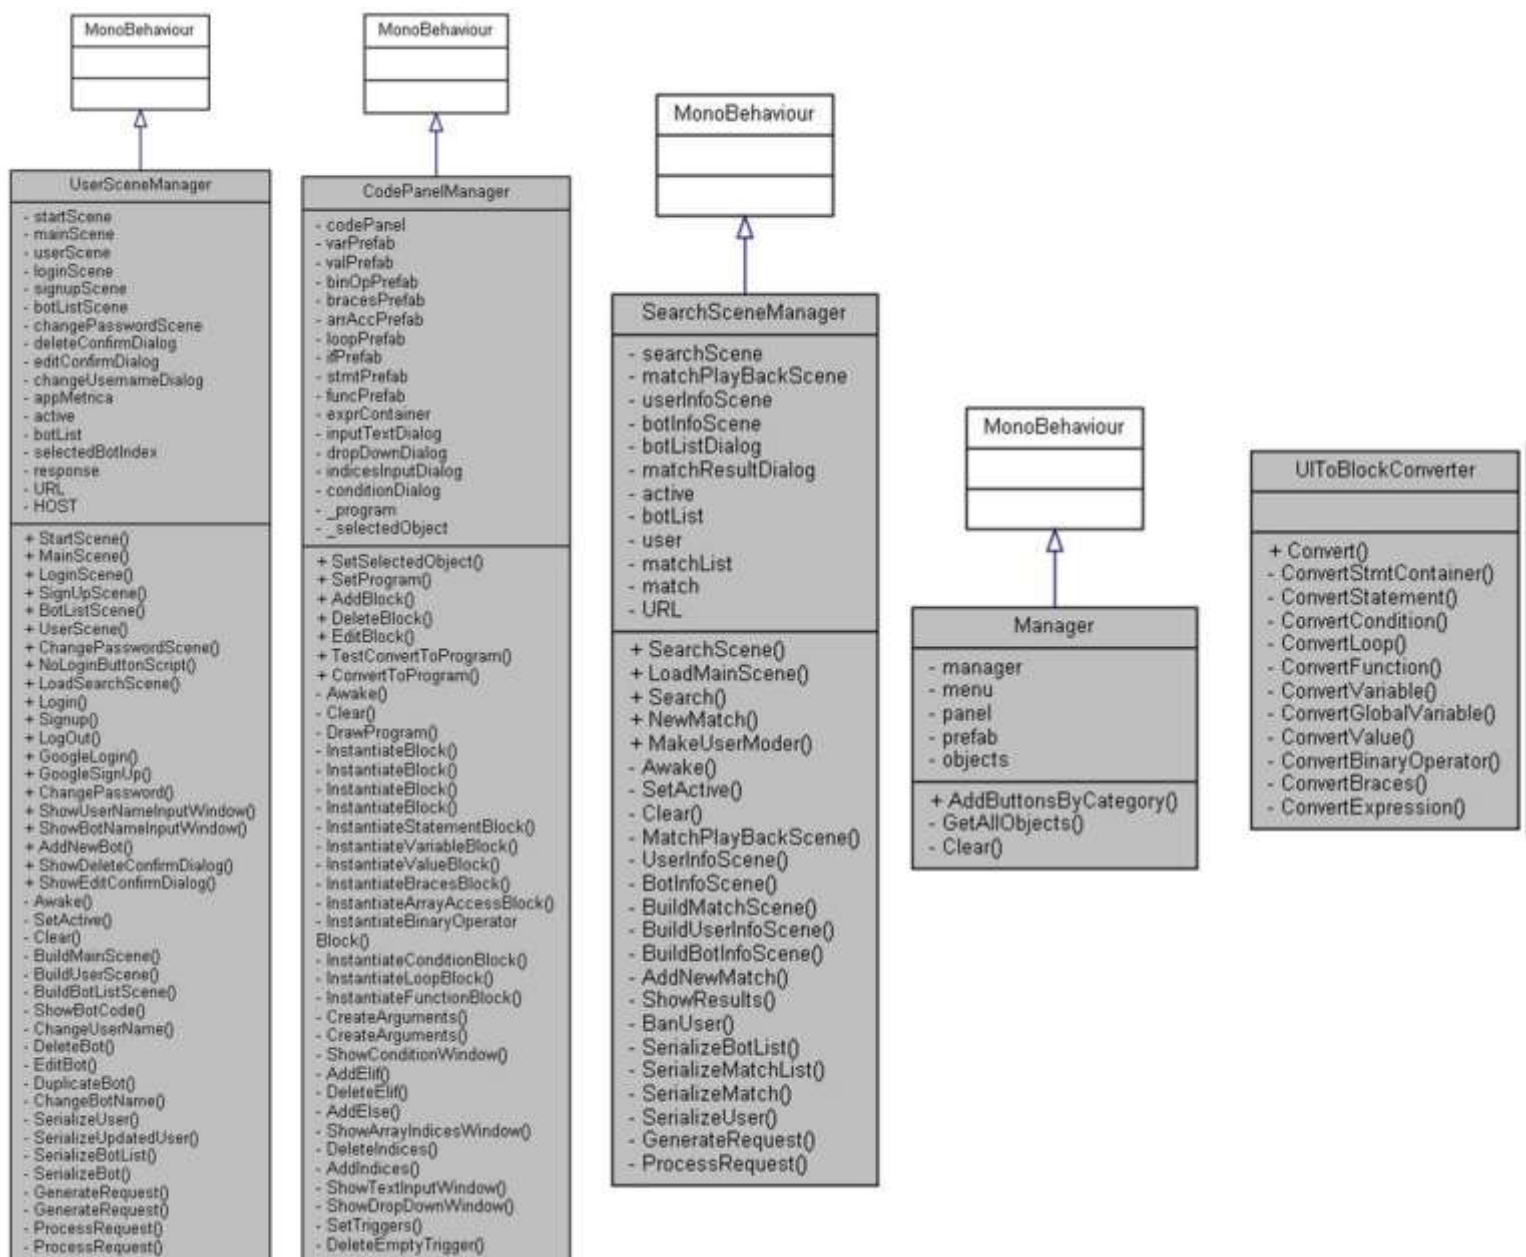 MonoBehaviour
UserSceneManager
- startScene
- mainScene
- userScene
- loginScene
- signupScene
- botListScene
- changePasswordScene
- deleteConfirmDialog
- editConfirmDialog
- changeUsernameDialog
- appMetrica
- active
- botList
- selectedBotIndex
- response
- URL
- HOST
+ StartScene()
+ MainScene()
+ LoginScene()
+ SignUpScene()
+ BotListScene()
+ UserScene()
+ ChangePasswordScene()
+ NoLoginButtonScript()
+ LoadSearchScene()
+ Login()
+ Signup()
+ LogOut()
+ GoogleLogin()
+ GoogleSignUp()
+ ChangePassword()
+ ShowUserNameInputWindow()
+ ShowBotNameInputWindow()
+ AddNewBot()
+ ShowDeleteConfirmDialog()
+ ShowEditConfirmDialog()
- Awake()
- SetActive()
- Clear()
- BuildMainScene()
- BuildUserScene()
- BuildBotListScene()
- ShowBotCode()
- ChangeUserName()
- DeleteBot()
- EditBot()
- DuplicateBot()
- ChangeBotName()
- SerializeUser()
- SerializeUpdatedUser()
- SerializeBotList()
- SerializeBot()
- GenerateRequest()
- GenerateRequest()
- ProcessRequest()
- ProcessRequest()
MonoBehaviour
CodePanelManager
- codePanel
- varPrefab
- valPrefab
- binOpPrefab
- bracesPrefab
- arrAccPrefab
- loopPrefab
- ifPrefab
- stmtPrefab
- funcPrefab
- exprContainer
- inputTextDialog
- dropDownDialog
- indicesInputDialog
- conditionDialog
- _program
- _selectedObject
+ SetSelectedObject()
+ SetProgram()
+ AddBlock()
+ DeleteBlock()
+ EditBlock()
+ TestConvertToProgram()
+ ConvertToProgram()
- Awake()
- Clear()
- DrawProgram()
- InstantiateBlock()
- InstantiateBlock()
- InstantiateBlock()
- InstantiateBlock()
- InstantiateStatementBlock()
- InstantiateVariableBlock()
- InstantiateValueBlock()
- InstantiateBracesBlock()
- InstantiateArrayAccessBlock()
- InstantiateBinaryOperator
Block()
- InstantiateConditionBlock()
- InstantiateLoopBlock()
- InstantiateFunctionBlock()
- CreateArguments()
- CreateArguments()
- ShowConditionWindow()
- AddElif()
- DeleteElif()
- AddElse()
- ShowArrayIndicesWindow()
- DeleteIndices()
- AddIndices()
- ShowTextInputWindow()
- ShowDropDownWindow()
- SetTriggers()
- DeleteEmptyTrigger()
MonoBehaviour
SearchSceneManager
- searchScene
- matchPlayBackScene
- userInfoScene
- botInfoScene
- botListDialog
- matchResultDialog
- active
- botList
- user
- matchList
- match
- URL
+ SearchScene()
+ LoadMainScene()
+ Search()
+ NewMatch()
+ MakeUserModer()
- Awake()
- SetActive()
- Clear()
- MatchPlayBackScene()
- UserInfoScene()
- BotInfoScene()
- BuildMatchScene()
- BuildUserInfoScene()
- BuildBotInfoScene()
- AddNewMatch()
- ShowResults()
- BanUser()
- SerializeBotList()
- SerializeMatchList()
- SerializeMatch()
- SerializeUser()
- GenerateRequest()
- ProcessRequest()
MonoBehaviour
Manager
- manager
- menu
- panel
- prefab
- objects
+ AddButtonsByCategory()
- GetAllObjects()
- Clear()
UIToBlockConverter
+ Convert()
- ConvertStmtContainer()
- ConvertStatement()
- ConvertCondition()
- ConvertLoop()
- ConvertFunction()
- ConvertVariable()
- ConvertGlobalVariable()
- ConvertValue()
- ConvertBinaryOperator()
- ConvertBraces()
- ConvertExpression()